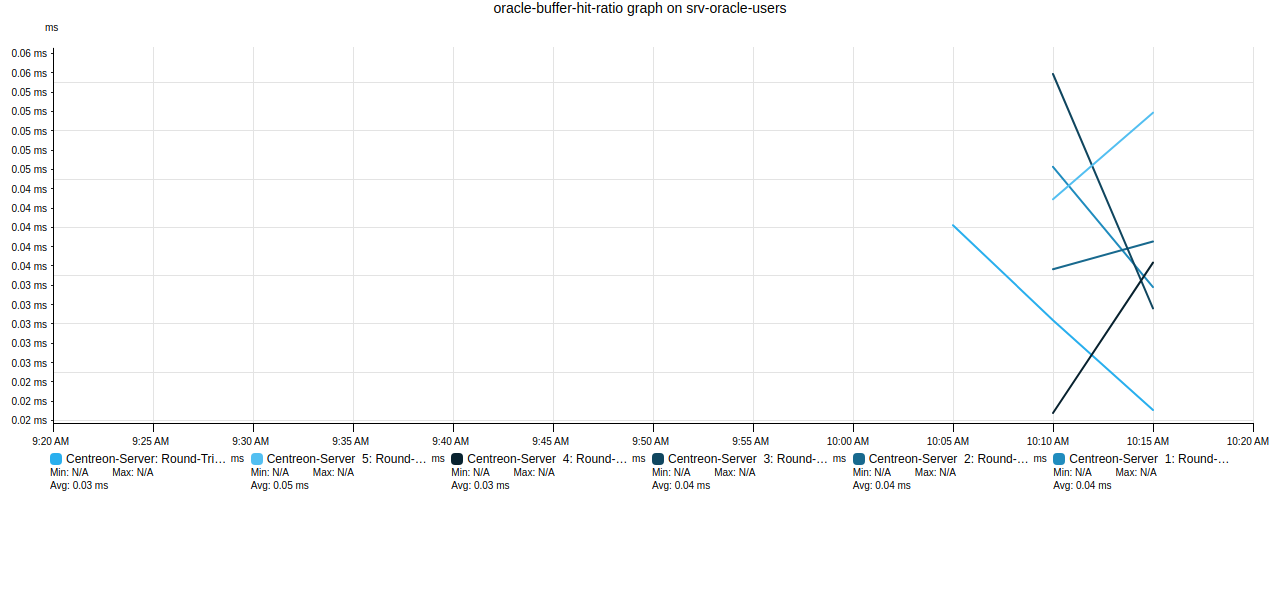 oracle-buffer-hit-ratio graph on srv-oracle-users
ms
0.06 ms
0.06 ms
0.05 ms
0.05 ms
0.05 ms
0.05 ms
0.05 ms
0.04 ms
0.04 ms
0.04 ms
0.04 ms
0.04 ms
0.03 ms
0.03 ms
0.03 ms
0.03 ms
0.03 ms
0.02 ms
0.02 ms
0.02 ms
9:20 AM 9:25 AM 9:30 AM 9:35 AM 9:40 AM 9:45 AM 9:50 AM 9:55 AM 10:00 AM 10:05 AM 10:10 AM 10:15 AM 10:20 AM
Centreon-Server: Round-Tri... ms Centreon-Server 5: Round-... ms Centreon-Server 4: Round-... ms Centreon-Server 3: Round-... ms Centreon-Server 2: Round-... ms Centreon-Server 1: Round-...
Min: N/A Max: N/A Min: N/A Max: N/A Min: N/A Max: N/A Min: N/A Max: N/A Min: N/A Max: N/A Min: N/A Max: N/A
Avg: 0.03 ms Avg: 0.05 ms Avg: 0.03 ms Avg: 0.04 ms Avg: 0.04 ms Avg: 0.04 ms